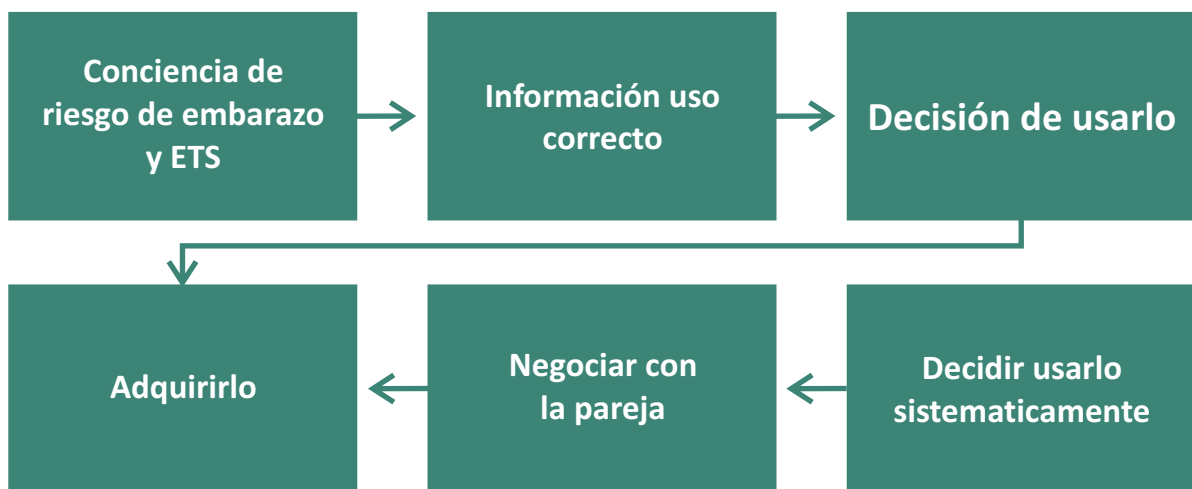 Conciencia de
riesgo de embarazo
y ETS
Información uso
correcto
Decisión de usarlo
Adquirirlo
Negociar con
la pareja
Decidir usarlo
sistematicamente